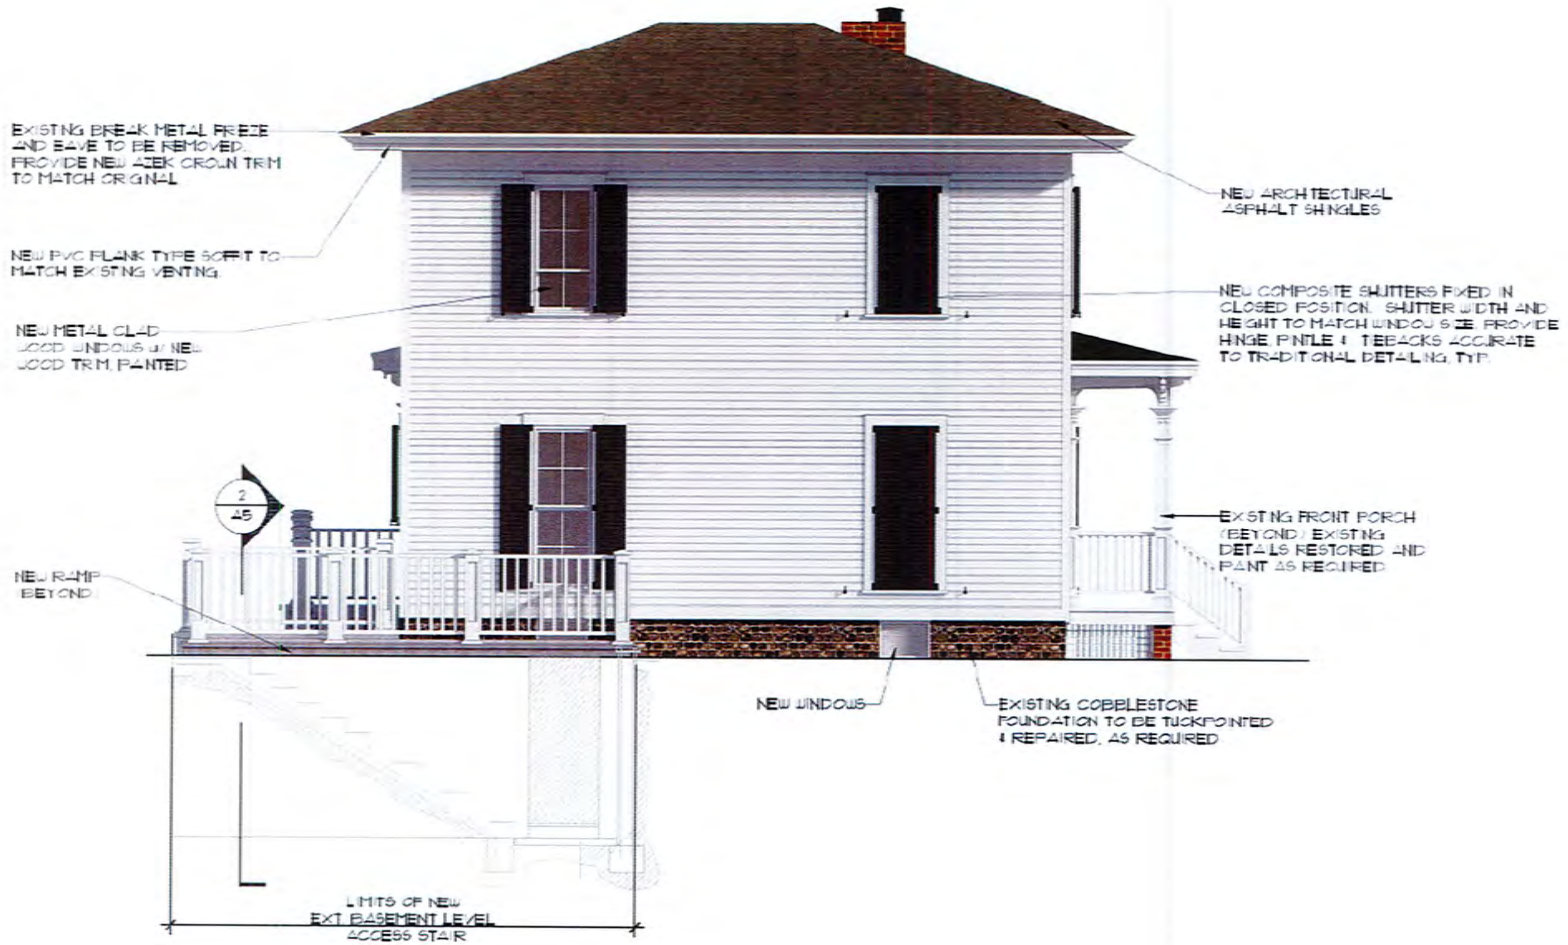 EXISTING BREAK METAL FRIEZE
AND EAVE TO BE REMOVED.
PROVIDE NEW AZEK CROWN TRIM
TO MATCH ORIGINAL
NEW PVC PLANK TYPE SOFFIT TO
MATCH EXISTING VENTING.
NEW METAL CLAD
WOOD WINDOWS W/ NEW
WOOD TRIM, PAINTED
2
A5
NEW RAMP
(BEYOND)
NEW ARCHITECTURAL
ASPHALT SHINGLES
NEW COMPOSITE SHUTTERS FIXED IN
CLOSED POSITION. SHUTTER WIDTH AND
HEIGHT TO MATCH WINDOW SIZE. PROVIDE
HINGE, PINTLE & TIEBACKS ACCURATE
TO TRADITIONAL DETAILING, TYP.
EXISTING FRONT PORCH
(BEYOND) EXISTING
DETAILS RESTORED AND
PAINT AS REQUIRED
NEW WINDOWS
EXISTING COBBLESTONE
FOUNDATION TO BE TUCKPOINTED
& REPAIRED, AS REQUIRED
LIMITS OF NEW
EXT. BASEMENT LEVEL
ACCESS STAIR